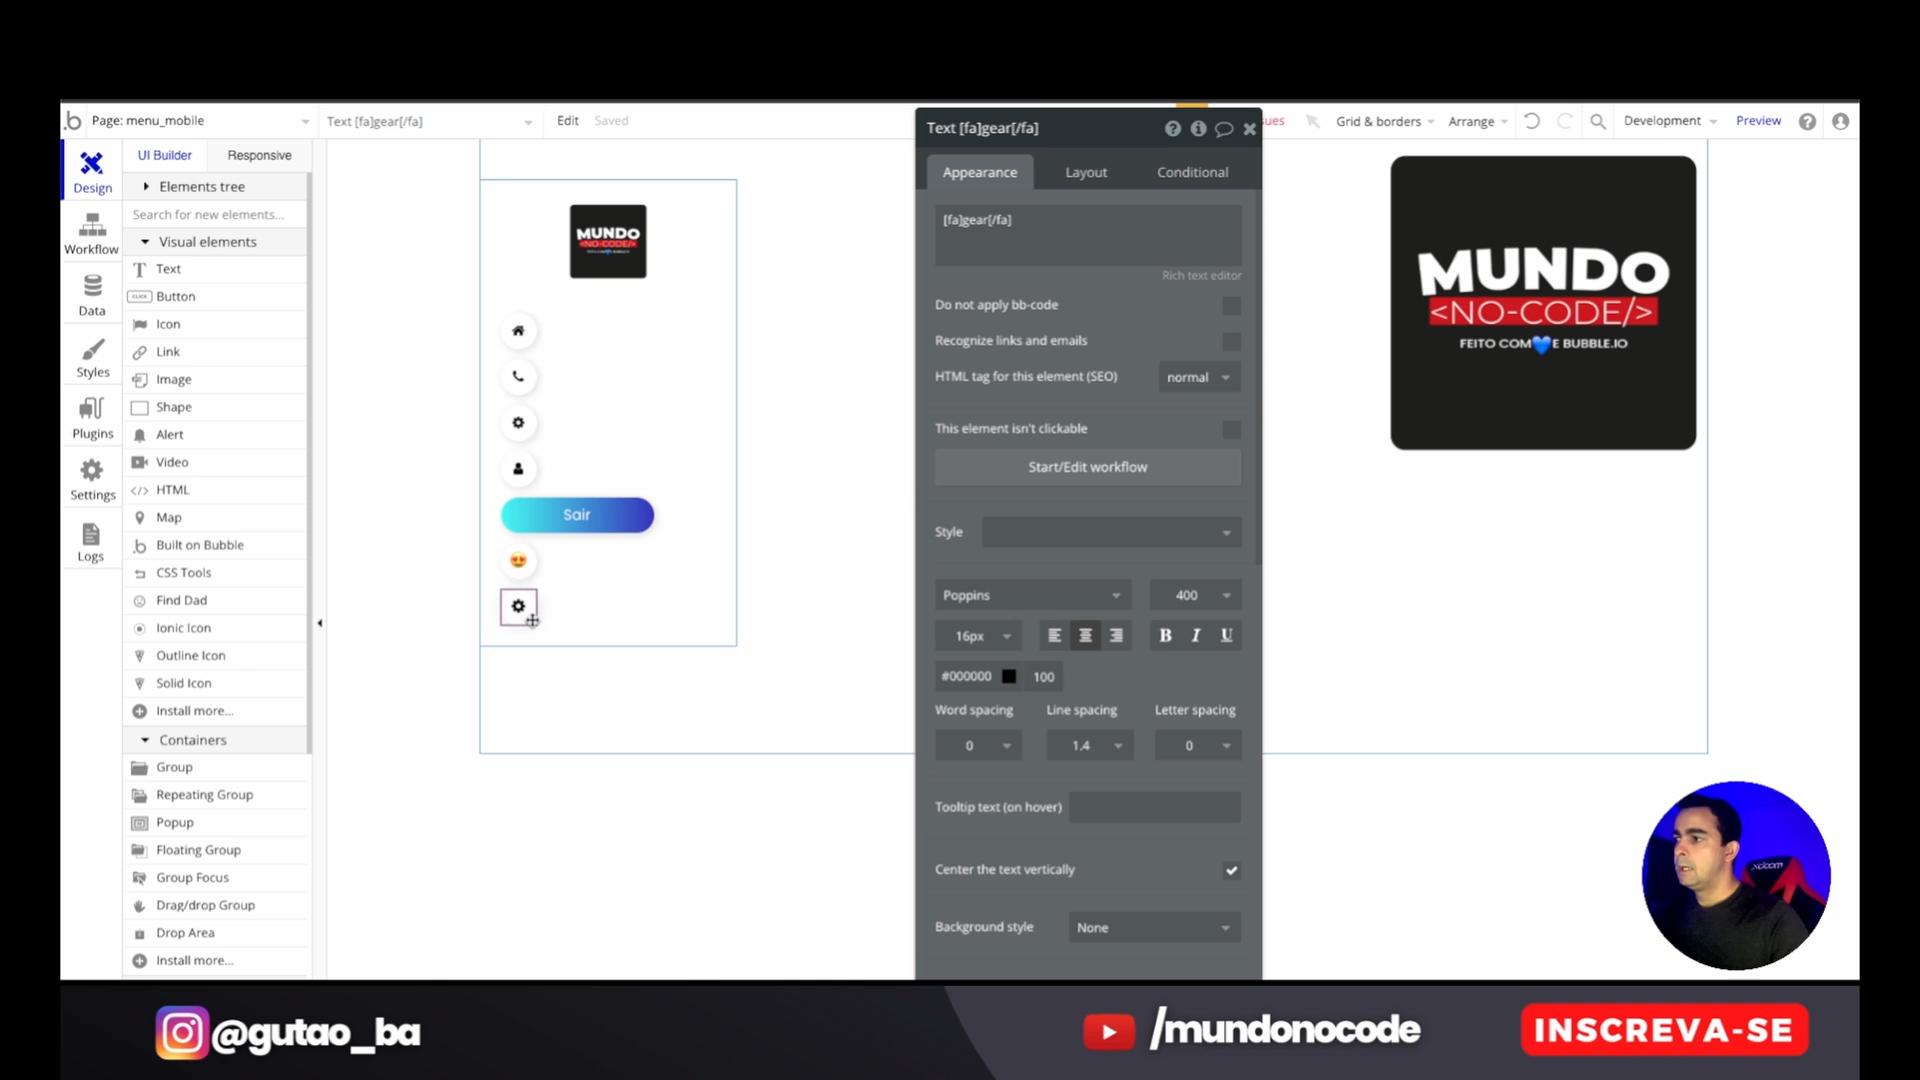 Page: menu_mobile
Text [fa]gear[/fa]
Edit
Saved
ues
Grid & borders
Arrange
Development
Preview
Design
Workflow
Data
Styles
Plugins
Settings
Logs
UI Builder
Responsive
Elements tree
Search for new elements...
Visual elements
Text
CLICK
Button
Icon
Link
Image
Shape
Alert
Video
HTML
Map
Built on Bubble
CSS Tools
Find Dad
Ionic Icon
Outline Icon
Solid Icon
Install more...
Containers
Group
Repeating Group
Popup
Floating Group
Group Focus
Drag/drop Group
Drop Area
Install more...
MUNDO
<NO-CODE/>
Sair
Text [fa]gear[/fa]
Appearance
Layout
Conditional
[fa]gear[/fa]
Rich text editor
Do not apply bb-code
Recognize links and emails
HTML tag for this element (SEO)
normal
This element isn't clickable
Start/Edit workflow
Style
Poppins
400
16px
B I U
#000000
100
Word spacing
Line spacing
Letter spacing
0
1.4
0
Tooltip text (on hover)
Center the text vertically
Background style
None
MUNDO
<NO-CODE/>
FEITO COM💙E BUBBLE.IO
xdcom
@gutao_ba
/mundonocode
INSCREVA-SE